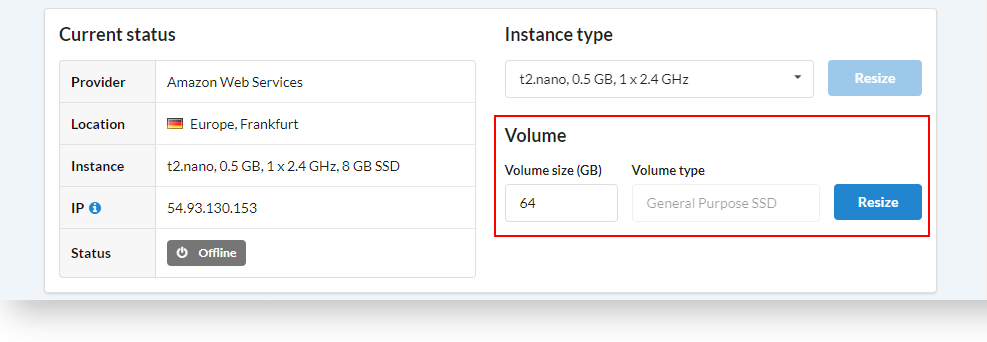 Current status
Provider Amazon Web Services
Location Europe, Frankfurt
Instance t2.nano, 0.5 GB, 1 x 2.4 GHz, 8 GB SSD
IP 54.93.130.153
Status Offline
Instance type
t2.nano, 0.5 GB, 1 x 2.4 GHz Resize
Volume
Volume size (GB) Volume type
64 General Purpose SSD Resize